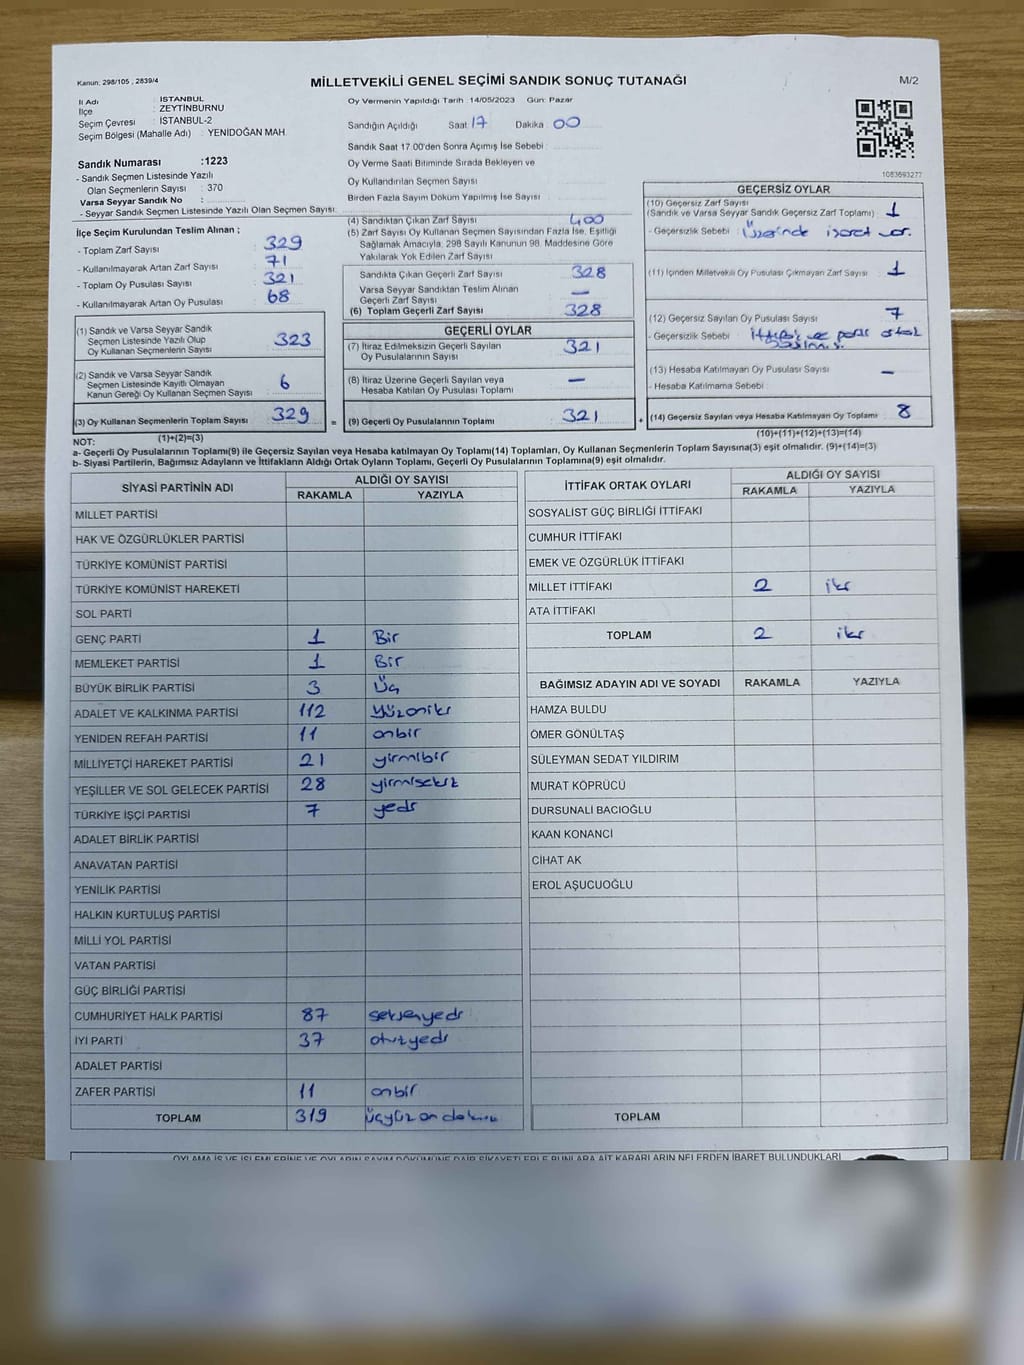 Kanun: 298/105 , 2839/4
MİLLETVEKİLİ GENEL SEÇİMİ SANDIK SONUÇ TUTANAĞI
M/2
İl Adı : İSTANBUL
İlçe : ZEYTİNBURNU
Seçim Çevresi : İSTANBUL-2
Seçim Bölgesi (Mahalle Adı) : YENİDOĞAN MAH.
Sandık Numarası :1223
- Sandık Seçmen Listesinde Yazılı
Olan Seçmenlerin Sayısı : 370
Varsa Seyyar Sandık No :
- Seyyar Sandık Seçmen Listesinde Yazılı Olan Seçmen Sayısı:
Oy Vermenin Yapıldığı Tarih : 14/05/2023 Gün: Pazar
Sandığın Açıldığı Saat 17 Dakika 00
Sandık Saat 17.00'den Sonra Açımış İse Sebebi :
Oy Verme Saati Bitiminde Sırada Bekleyen ve
Oy Kullandırılan Seçmen Sayısı
Birden Fazla Sayım Döküm Yapılmış İse Sayısı :
1083693277
İlçe Seçim Kurulundan Teslim Alınan ;
- Toplam Zarf Sayısı 329
- Kullanılmayarak Artan Zarf Sayısı 71
- Toplam Oy Pusulası Sayısı 321
- Kullanılmayarak Artan Oy Pusulası 68
(1) Sandık ve Varsa Seyyar Sandık
Seçmen Listesinde Yazılı Olup
Oy Kullanan Seçmenlerin Sayısı 323
(2) Sandık ve Varsa Seyyar Sandık
Seçmen Listesinde Kayıtlı Olmayan
Kanun Gereği Oy Kullanan Seçmen Sayısı 6
(3) Oy Kullanan Seçmenlerin Toplam Sayısı 329 =
(1)+(2)=(3)
(4) Sandıktan Çıkan Zarf Sayısı 400
(5) Zarf Sayısı Oy Kullanan Seçmen Sayısından Fazla İse, Eşitliği
Sağlamak Amacıyla, 298 Sayılı Kanunun 98. Maddesine Göre
Yakılarak Yok Edilen Zarf Sayısı
Sandıkta Çıkan Geçerli Zarf Sayısı 328
Varsa Seyyar Sandıktan Teslim Alınan
Geçerli Zarf Sayısı —
(6) Toplam Geçerli Zarf Sayısı 328
GEÇERLİ OYLAR
(7) İtiraz Edilmeksizin Geçerli Sayılan
Oy Pusulalarının Sayısı 321
(8) İtiraz Üzerine Geçerli Sayılan veya
Hesaba Katılan Oy Pusulası Toplamı —
(9) Geçerli Oy Pusulalarının Toplamı 321 +
GEÇERSİZ OYLAR
(10) Geçersiz Zarf Sayısı
(Sandık ve Varsa Seyyar Sandık Geçersiz Zarf Toplamı) 1
- Geçersizlik Sebebi : Üzerinde işaret var.
(11) İçinden Milletvekili Oy Pusulası Çıkmayan Zarf Sayısı 1
(12) Geçersiz Sayılan Oy Pusulası Sayısı 7
- Geçersizlik Sebebi
(13) Hesaba Katılmayan Oy Pusulası Sayısı —
- Hesaba Katılmama Sebebi
(14) Geçersiz Sayılan veya Hesaba Katılmayan Oy Toplamı 8
(10)+(11)+(12)+(13)=(14)
NOT:
a- Geçerli Oy Pusulalarının Toplamı(9) ile Geçersiz Sayılan veya Hesaba katılmayan Oy Toplamı(14) Toplamları, Oy Kullanan Seçmenlerin Toplam Sayısına(3) eşit olmalıdır. (9)+(14)=(3)
b- Siyasi Partilerin, Bağımsız Adayların ve İttifakların Aldığı Ortak Oyların Toplamı, Geçerli Oy Pusulalarının Toplamına(9) eşit olmalıdır.
SİYASİ PARTİNİN ADI ALDIĞI OY SAYISI
RAKAMLA YAZIYLA
MİLLET PARTİSİ
HAK VE ÖZGÜRLÜKLER PARTİSİ
TÜRKİYE KOMÜNİST PARTİSİ
TÜRKİYE KOMÜNİST HAREKETİ
SOL PARTİ
GENÇ PARTİ 1 Bir
MEMLEKET PARTİSİ 1 Bir
BÜYÜK BİRLİK PARTİSİ 3 Üç
ADALET VE KALKINMA PARTİSİ 112 yüzoniki
YENİDEN REFAH PARTİSİ 11 onbir
MİLLİYETÇİ HAREKET PARTİSİ 21 yirmibir
YEŞİLLER VE SOL GELECEK PARTİSİ 28 yirmisekiz
TÜRKİYE İŞÇİ PARTİSİ 7 yedi
ADALET BİRLİK PARTİSİ
ANAVATAN PARTİSİ
YENİLİK PARTİSİ
HALKIN KURTULUŞ PARTİSİ
MİLLİ YOL PARTİSİ
VATAN PARTİSİ
GÜÇ BİRLİĞİ PARTİSİ
CUMHURİYET HALK PARTİSİ 87 seksenyedi
İYİ PARTİ 37 otuzyedi
ADALET PARTİSİ
ZAFER PARTİSİ 11 onbir
TOPLAM 319 üçyüz on dokuz
İTTİFAK ORTAK OYLARI ALDIĞI OY SAYISI
RAKAMLA YAZIYLA
SOSYALİST GÜÇ BİRLİĞİ İTTİFAKI
CUMHUR İTTİFAKI
EMEK VE ÖZGÜRLÜK İTTİFAKI
MİLLET İTTİFAKI 2 iki
ATA İTTİFAKI
TOPLAM 2 iki
BAĞIMSIZ ADAYIN ADI VE SOYADI RAKAMLA YAZIYLA
HAMZA BULDU
ÖMER GÖNÜLTAŞ
SÜLEYMAN SEDAT YILDIRIM
MURAT KÖPRÜCÜ
DURSUNALİ BACIOĞLU
KAAN KONANCİ
CİHAT AK
EROL AŞUCUOĞLU
TOPLAM
OYLAMA İŞ VE İŞLEMLERİNE VE OYLARIN SAYIM DÖKÜMÜNE DAİR ŞİKAYETLERLE BUNLARA AİT KARARLARIN NELERDEN İBARET BULUNDUKLARI